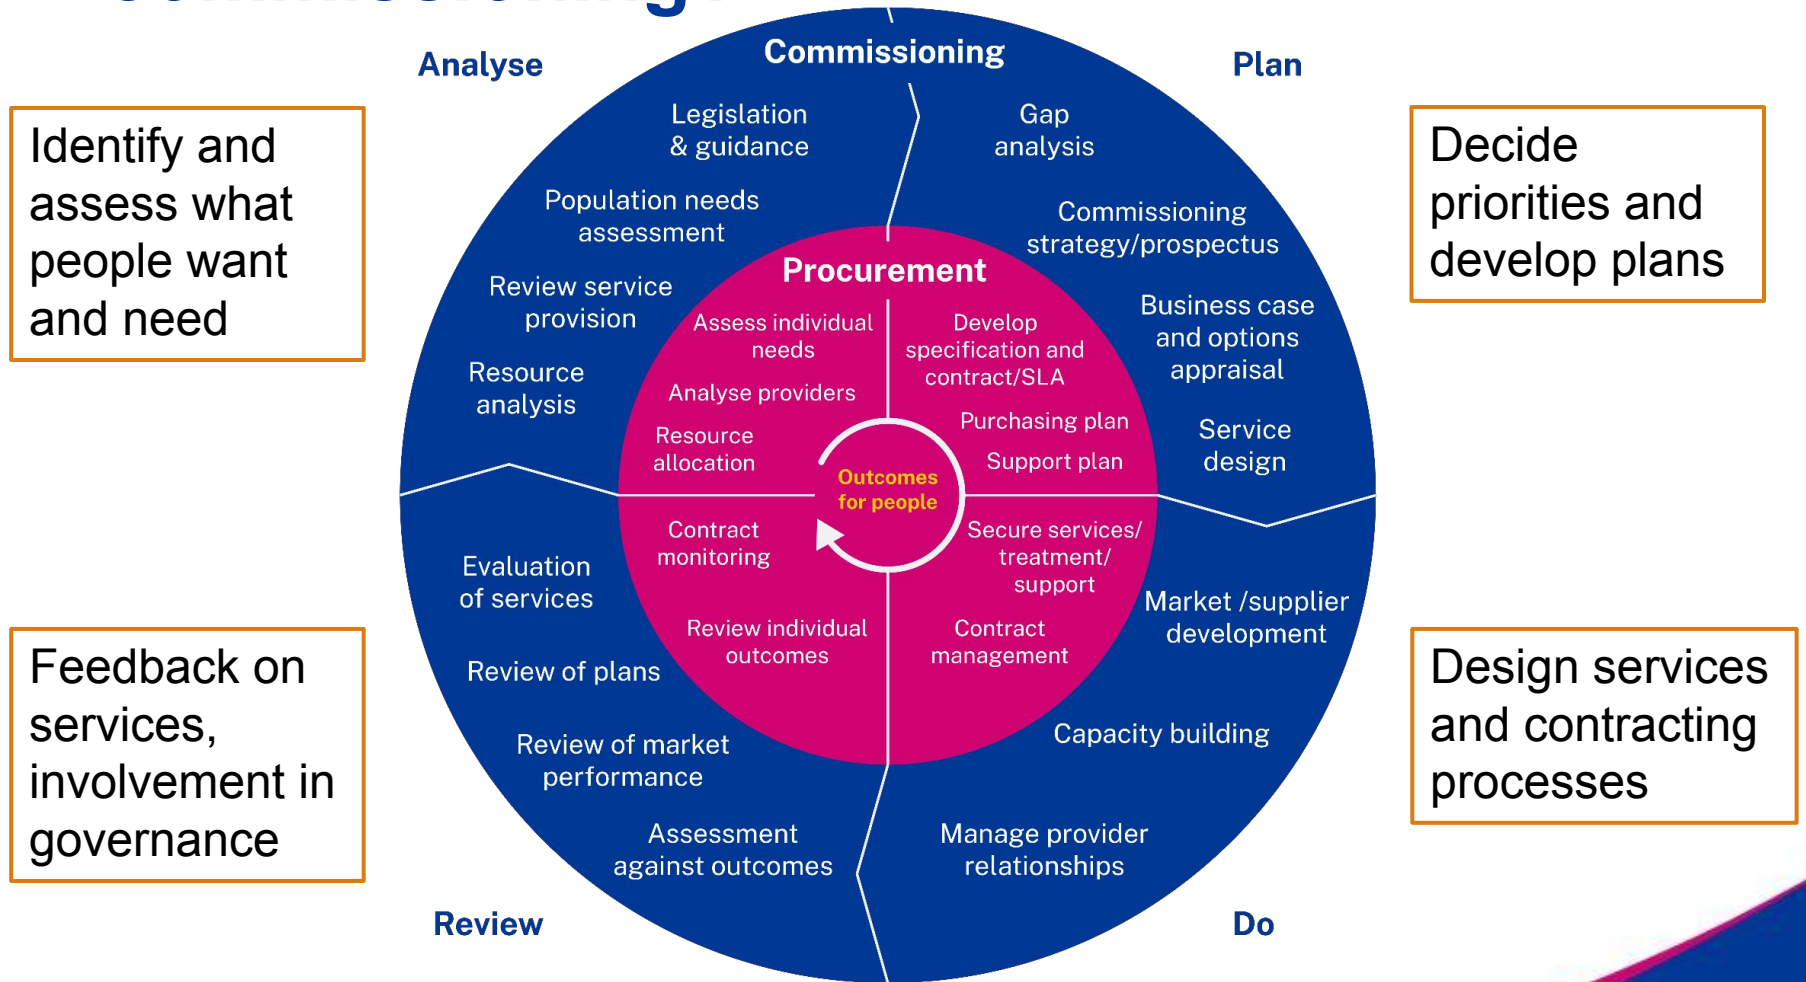 commissioning?
Analyse
Commissioning
Plan
Identify and
assess what
people want
and need
Legislation
& guidance
Population needs
assessment
Review service
provision
Resource
analysis
Gap
analysis
Commissioning
strategy/prospectus
Business case
and options
appraisal
Service
design
Decide
priorities and
develop plans
Procurement
Assess individual
needs
Analyse providers
Resource
allocation
Develop
specification and
contract/SLA
Purchasing plan
Support plan
Outcomes
for people
Contract
monitoring
Review individual
outcomes
Secure services/
treatment/
support
Contract
management
Evaluation
of services
Review of plans
Review of market
performance
Assessment
against outcomes
Market /supplier
development
Capacity building
Manage provider
relationships
Feedback on
services,
involvement in
governance
Design services
and contracting
processes
Review
Do